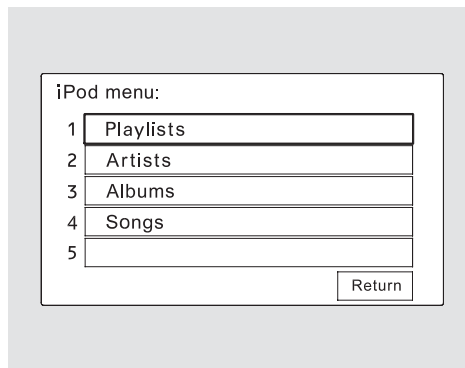 iPod menu:
1 Playlists
2 Artists
3 Albums
4 Songs
5
Return